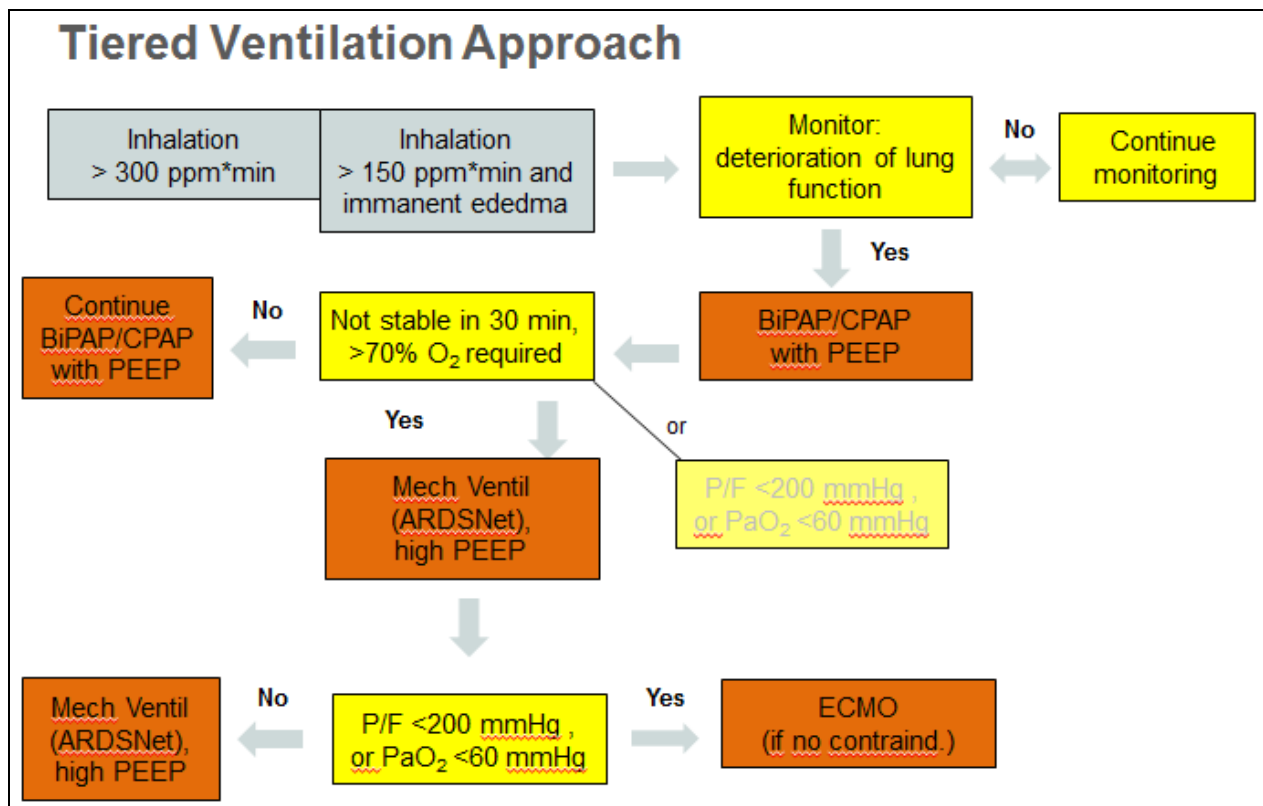 Tiered Ventilation Approach
Inhalation
> 300 ppm*min
Inhalation
> 150 ppm*min and
immanent ededma
Monitor:
deterioration of lung
function
No
Continue
monitoring
Yes
BiPAP/CPAP
with PEEP
Not stable in 30 min,
>70% O₂ required
No
Continue
BiPAP/CPAP
with PEEP
or
P/F <200 mmHg ,
or PaO₂ <60 mmHg
Yes
Mech Ventil
(ARDSNet),
high PEEP
P/F <200 mmHg ,
or PaO₂ <60 mmHg
No
Mech Ventil
(ARDSNet),
high PEEP
Yes
ECMO
(if no contraind.)